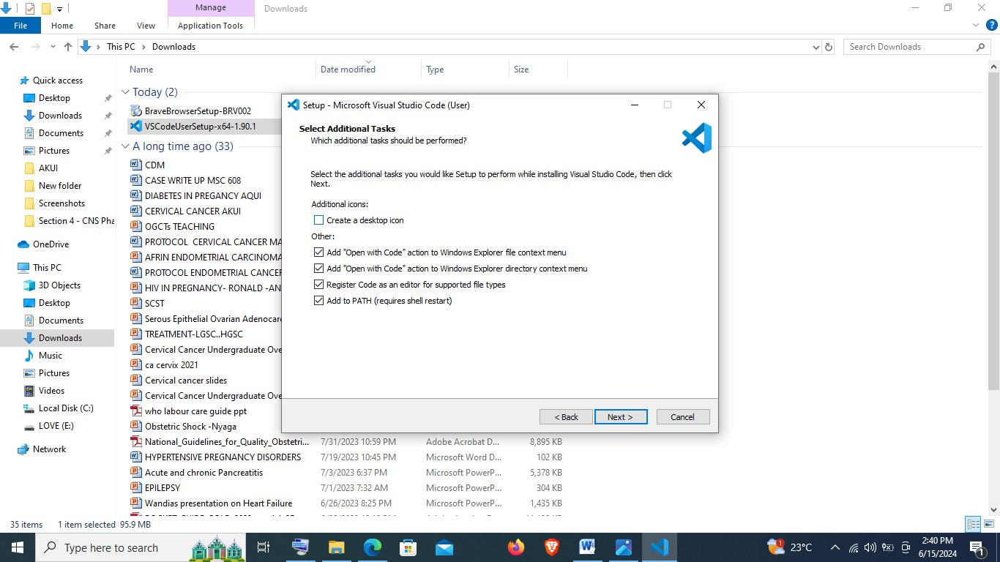 Manage
Downloads
File
Home
Share
View
Application Tools
This PC
Downloads
Search Downloads
Name
Date modified
Type
Size
Quick access
Desktop
Downloads
Documents
Pictures
AKUI
New folder
Screenshots
Section 4 - CNS Pha
OneDrive
This PC
3D Objects
Desktop
Documents
Downloads
Music
Pictures
Videos
Local Disk (C:)
LOVE (E:)
Network
Today (2)
BraveBrowserSetup-BRV002
VSCodeUserSetup-x64-1.90.1
A long time ago (33)
CDM
CASE WRITE UP MSC 608
DIABETES IN PREGANCY AQUI
CERVICAL CANCER AKUI
OGCTs TEACHING
PROTOCOL CERVICAL CANCER MA
AFRIN ENDOMETRIAL CARCINOMA
PROTOCOL ENDOMETRIAL CANCER
HIV IN PREGNANCY- RONALD -AN
SCST
Serous Epithelial Ovarian Adenocar
TREATMENT-LGSC..HGSC
Cervical Cancer Undergraduate Ove
ca cervix 2021
Cervical cancer slides
Cervical Cancer Undergraduate Ove
who labour care guide ppt
Obstetric Shock -Nyaga
National_Guidelines_for_Quality_Obstetri... 7/31/2023 10:59 PM Adobe Acrobat D... 8,895 KB
HYPERTENSIVE PREGNANCY DISORDERS 7/19/2023 10:45 PM Microsoft Word D... 102 KB
Acute and chronic Pancreatitis 7/3/2023 6:37 PM Microsoft PowerP... 5,378 KB
EPILEPSY 7/1/2023 7:32 AM Microsoft PowerP... 304 KB
Wandias presentation on Heart Failure 6/26/2023 8:25 PM Microsoft PowerP... 1,435 KB
Setup - Microsoft Visual Studio Code (User)
Select Additional Tasks
Which additional tasks should be performed?
Select the additional tasks you would like Setup to perform while installing Visual Studio Code, then click
Next.
Additional icons:
Create a desktop icon
Other:
Add "Open with Code" action to Windows Explorer file context menu
Add "Open with Code" action to Windows Explorer directory context menu
Register Code as an editor for supported file types
Add to PATH (requires shell restart)
< Back
Next >
Cancel
35 items
1 item selected 95.9 MB
Type here to search
1
23°C
2:40 PM
6/15/2024
1